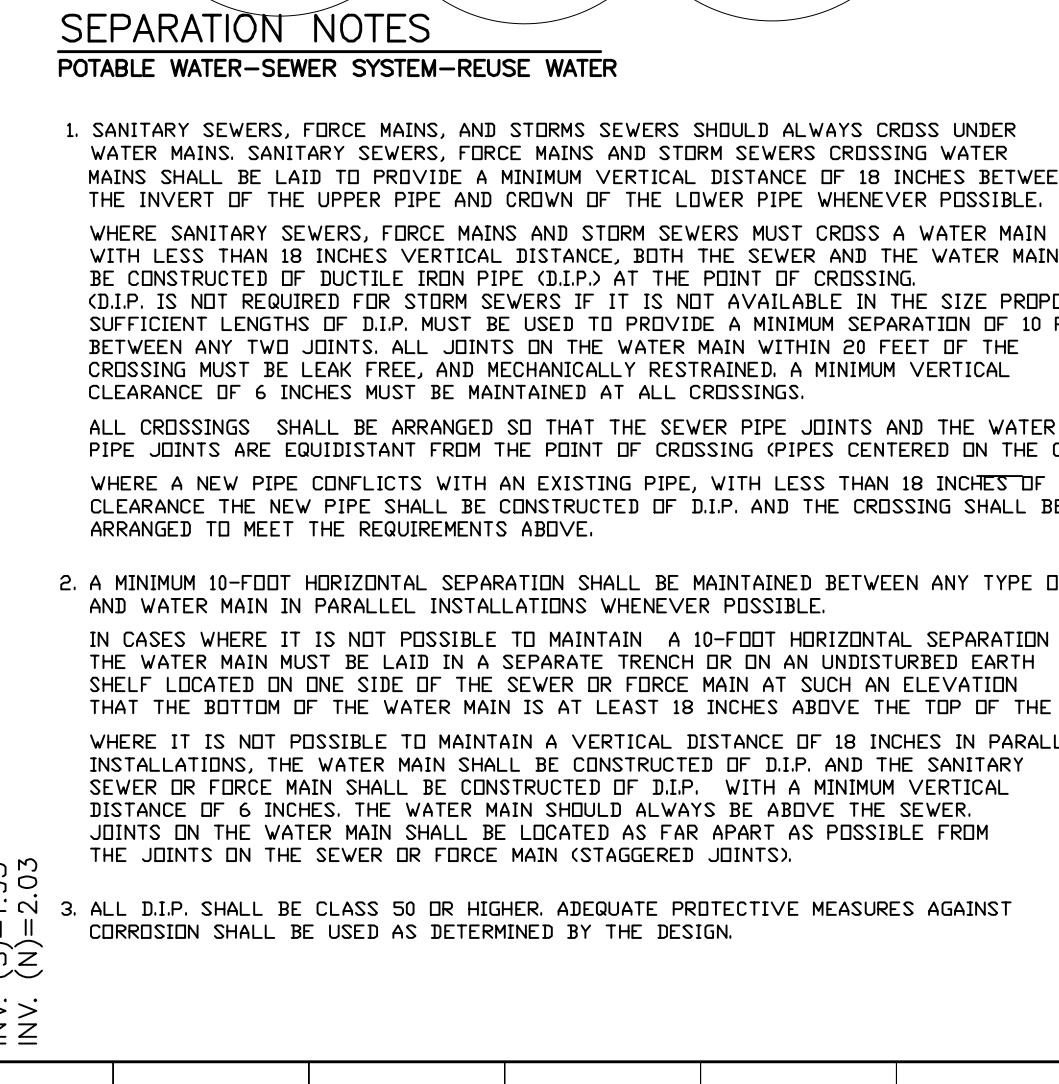 SEPARATION NOTES
POTABLE WATER-SEWER SYSTEM-REUSE WATER
1. SANITARY SEWERS, FORCE MAINS, AND STORMS SEWERS SHOULD ALWAYS CROSS UNDER
WATER MAINS. SANITARY SEWERS, FORCE MAINS AND STORM SEWERS CROSSING WATER
MAINS SHALL BE LAID TO PROVIDE A MINIMUM VERTICAL DISTANCE OF 18 INCHES BETWEE
THE INVERT OF THE UPPER PIPE AND CROWN OF THE LOWER PIPE WHENEVER POSSIBLE.
WHERE SANITARY SEWERS, FORCE MAINS AND STORM SEWERS MUST CROSS A WATER MAIN
WITH LESS THAN 18 INCHES VERTICAL DISTANCE, BOTH THE SEWER AND THE WATER MAIN
BE CONSTRUCTED OF DUCTILE IRON PIPE (D.I.P.) AT THE POINT OF CROSSING.
(D.I.P. IS NOT REQUIRED FOR STORM SEWERS IF IT IS NOT AVAILABLE IN THE SIZE
SUFFICIENT LENGTHS OF D.I.P. MUST BE USED TO PROVIDE A MINIMUM SEPARATION OF 10
BETWEEN ANY TWO JOINTS. ALL JOINTS ON THE WATER MAIN WITHIN 20 FEET OF THE
CROSSING MUST BE LEAK FREE, AND MECHANICALLY RESTRAINED. A MINIMUM VERTICAL
CLEARANCE OF 6 INCHES MUST BE MAINTAINED AT ALL CROSSINGS.
ALL CROSSINGS SHALL BE ARRANGED SO THAT THE SEWER PIPE JOINTS AND THE WATER
PIPE JOINTS ARE EQUIDISTANT FROM THE POINT OF CROSSING (PIPES CENTERED ON THE
WHERE A NEW PIPE CONFLICTS WITH AN EXISTING PIPE, WITH LESS THAN 18 INCHES OF
CLEARANCE THE NEW PIPE SHALL BE CONSTRUCTED OF D.I.P. AND THE CROSSING SHALL BE
ARRANGED TO MEET THE REQUIREMENTS ABOVE.
2. A MINIMUM 10-FOOT HORIZONTAL SEPARATION SHALL BE MAINTAINED BETWEEN ANY TYPE
AND WATER MAIN IN PARALLEL INSTALLATIONS WHENEVER POSSIBLE.
IN CASES WHERE IT IS NOT POSSIBLE TO MAINTAIN A 10-FOOT HORIZONTAL SEPARATION
THE WATER MAIN MUST BE LAID IN A SEPARATE TRENCH OR ON AN UNDISTURBED EARTH
SHELF LOCATED ON ONE SIDE OF THE SEWER OR FORCE MAIN AT SUCH AN ELEVATION
THAT THE BOTTOM OF THE WATER MAIN IS AT LEAST 18 INCHES ABOVE THE TOP OF THE
WHERE IT IS NOT POSSIBLE TO MAINTAIN A VERTICAL DISTANCE OF 18 INCHES IN PARALL
INSTALLATIONS, THE WATER MAIN SHALL BE CONSTRUCTED OF D.I.P. AND THE SANITARY
SEWER OR FORCE MAIN SHALL BE CONSTRUCTED OF D.I.P. WITH A MINIMUM VERTICAL
DISTANCE OF 6 INCHES. THE WATER MAIN SHOULD ALWAYS BE ABOVE THE SEWER.
JOINTS ON THE WATER MAIN SHALL BE LOCATED AS FAR APART AS POSSIBLE FROM
THE JOINTS ON THE SEWER OR FORCE MAIN (STAGGERED JOINTS).
3. ALL D.I.P. SHALL BE CLASS 50 OR HIGHER. ADEQUATE PROTECTIVE MEASURES AGAINST
CORROSION SHALL BE USED AS DETERMINED BY THE DESIGN.
INV. (N)=2.03